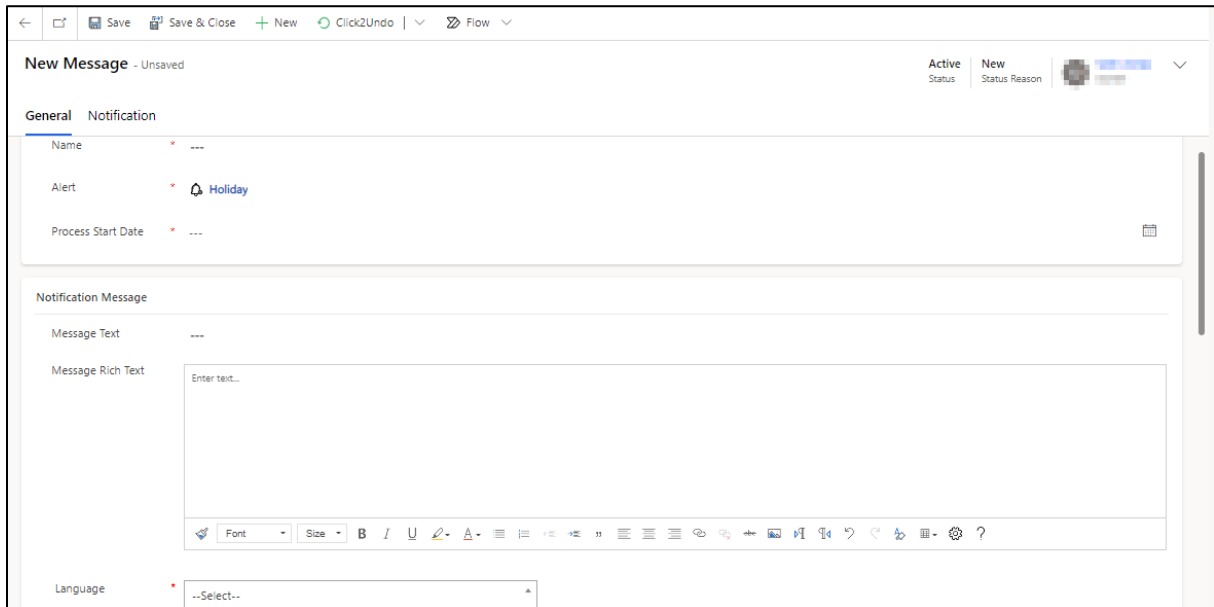 Save Save & Close New Click2Undo Flow
New Message - Unsaved
Active New
Status Status Reason
General Notification
Name * ---
Alert * Holiday
Process Start Date * ---
Notification Message
Message Text ---
Message Rich Text
Enter text...
Font Size B I U
Language *
--Select--